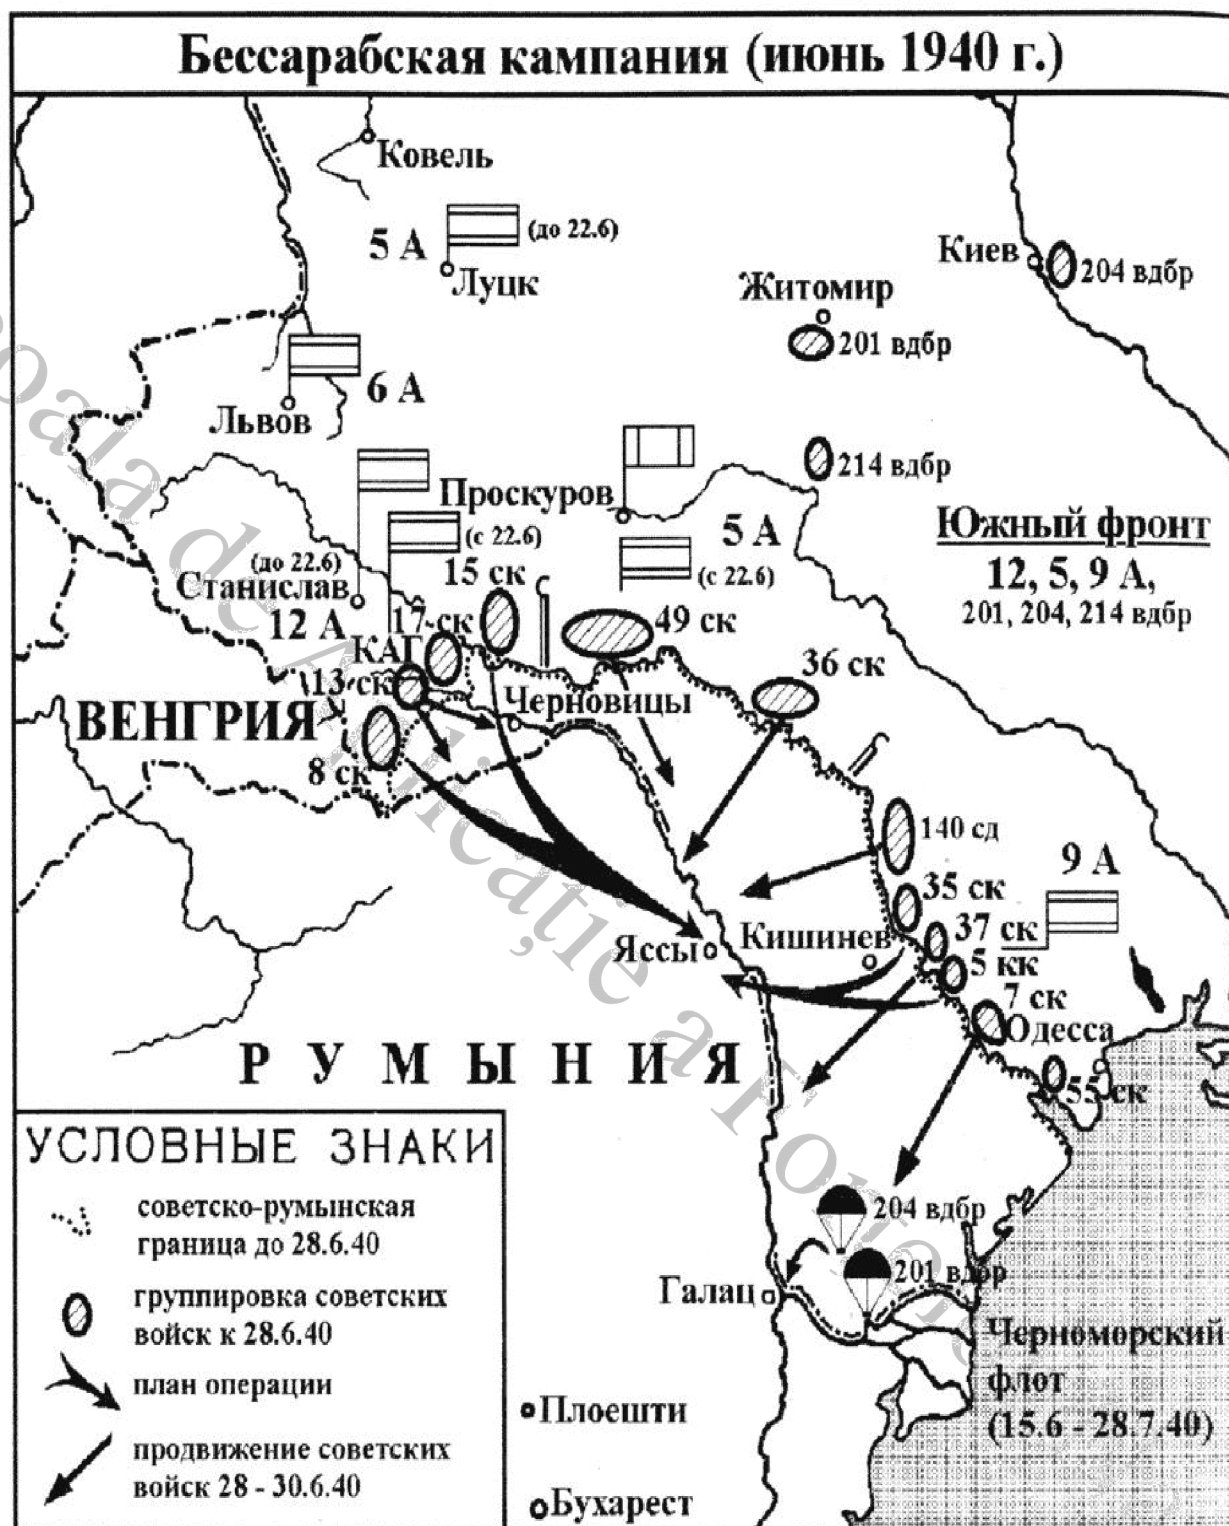 Бессарабская кампания (июнь 1940 г.)
Ковель
5 А
(до 22.6)
Луцк
Киев
204 вдбр
Житомир
201 вдбр
6 А
Львов
214 вдбр
Проскуров
5 А
(с 22.6)
Южный фронт
12, 5, 9 А,
201, 204, 214 вдбр
(с 22.6)
(до 22.6)
Станислав
12 А
15 ск
17 ск
КАГ
13 ск
49 ск
36 ск
ВЕНГРИЯ
Черновицы
8 ск
140 сд
9 А
35 ск
37 ск
Кишинев
5 кк
Яссы
7 ск
Одесса
55 ск
РУМЫНИЯ
204 вдбр
201 вдбр
Галац
Черноморский
флот
(15.6 - 28.7.40)
Плоешти
Бухарест
УСЛОВНЫЕ ЗНАКИ
советско-румынская
граница до 28.6.40
группировка советских
войск к 28.6.40
план операции
продвижение советских
войск 28 - 30.6.40